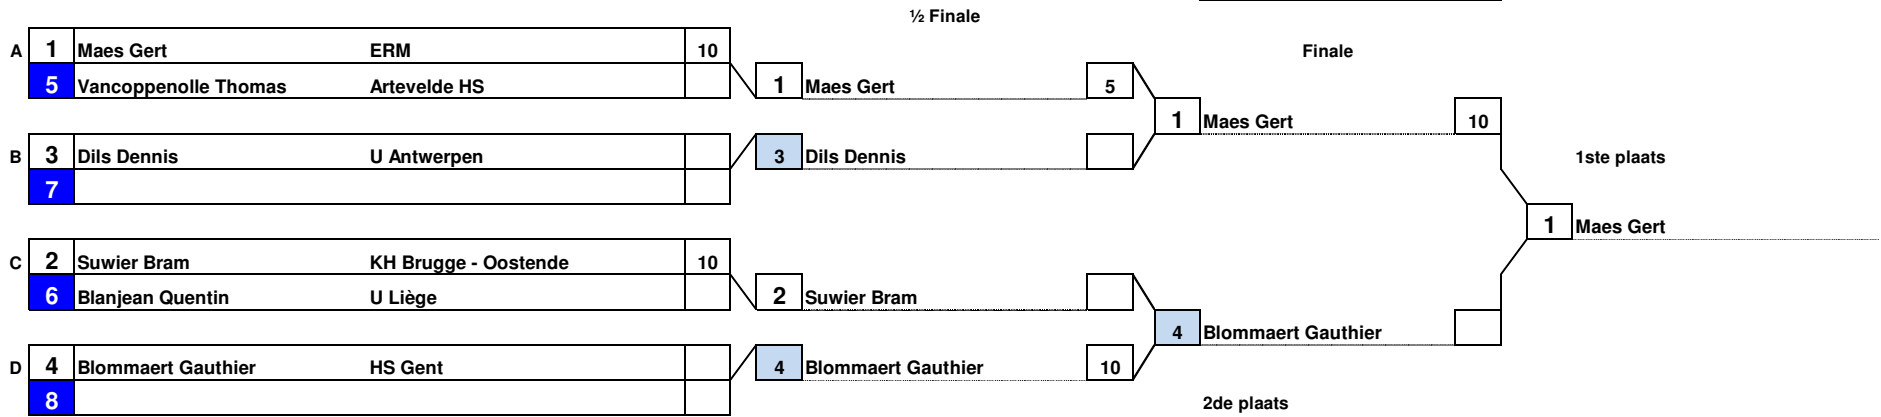 ½ Finale
A 1 Maes Gert ERM 10
Finale
5 Vancoppenolle Thomas Artevelde HS
1 Maes Gert 5
1 Maes Gert 10
B 3 Dils Dennis U Antwerpen
3 Dils Dennis
1ste plaats
7
1 Maes Gert
C 2 Suwier Bram KH Brugge - Oostende 10
6 Blanjean Quentin U Liège
2 Suwier Bram
4 Blommaert Gauthier
D 4 Blommaert Gauthier HS Gent
4 Blommaert Gauthier 10
8
2de plaats